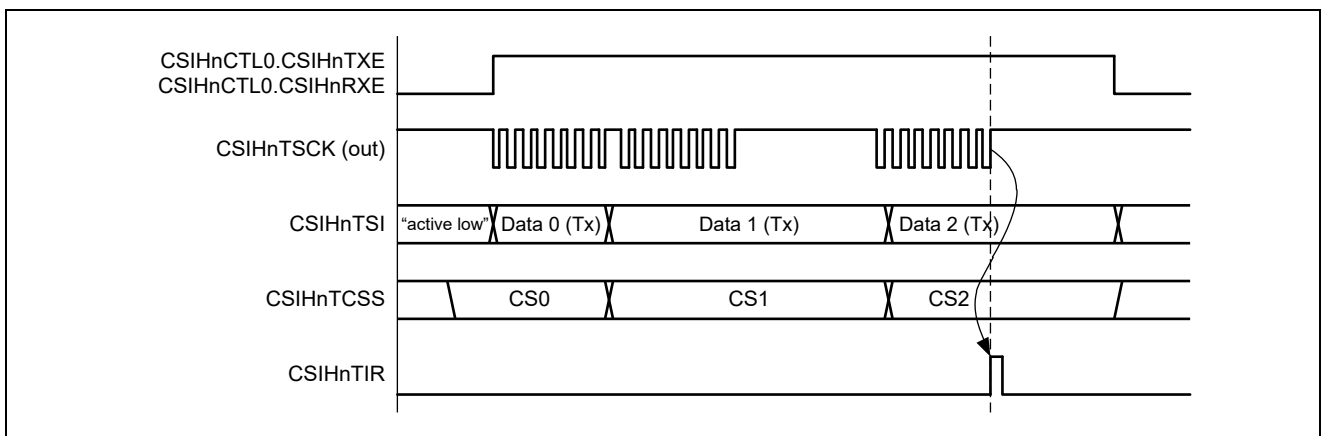 CSIHnCTL0.CSIHnTXE
CSIHnCTL0.CSIHnRXE
CSIHnTSCK (out)
CSIHnTSI
“active low”
Data 0 (Tx)
Data 1 (Tx)
Data 2 (Tx)
CSIHnTCSS
CS0
CS1
CS2
CSIHnTIR